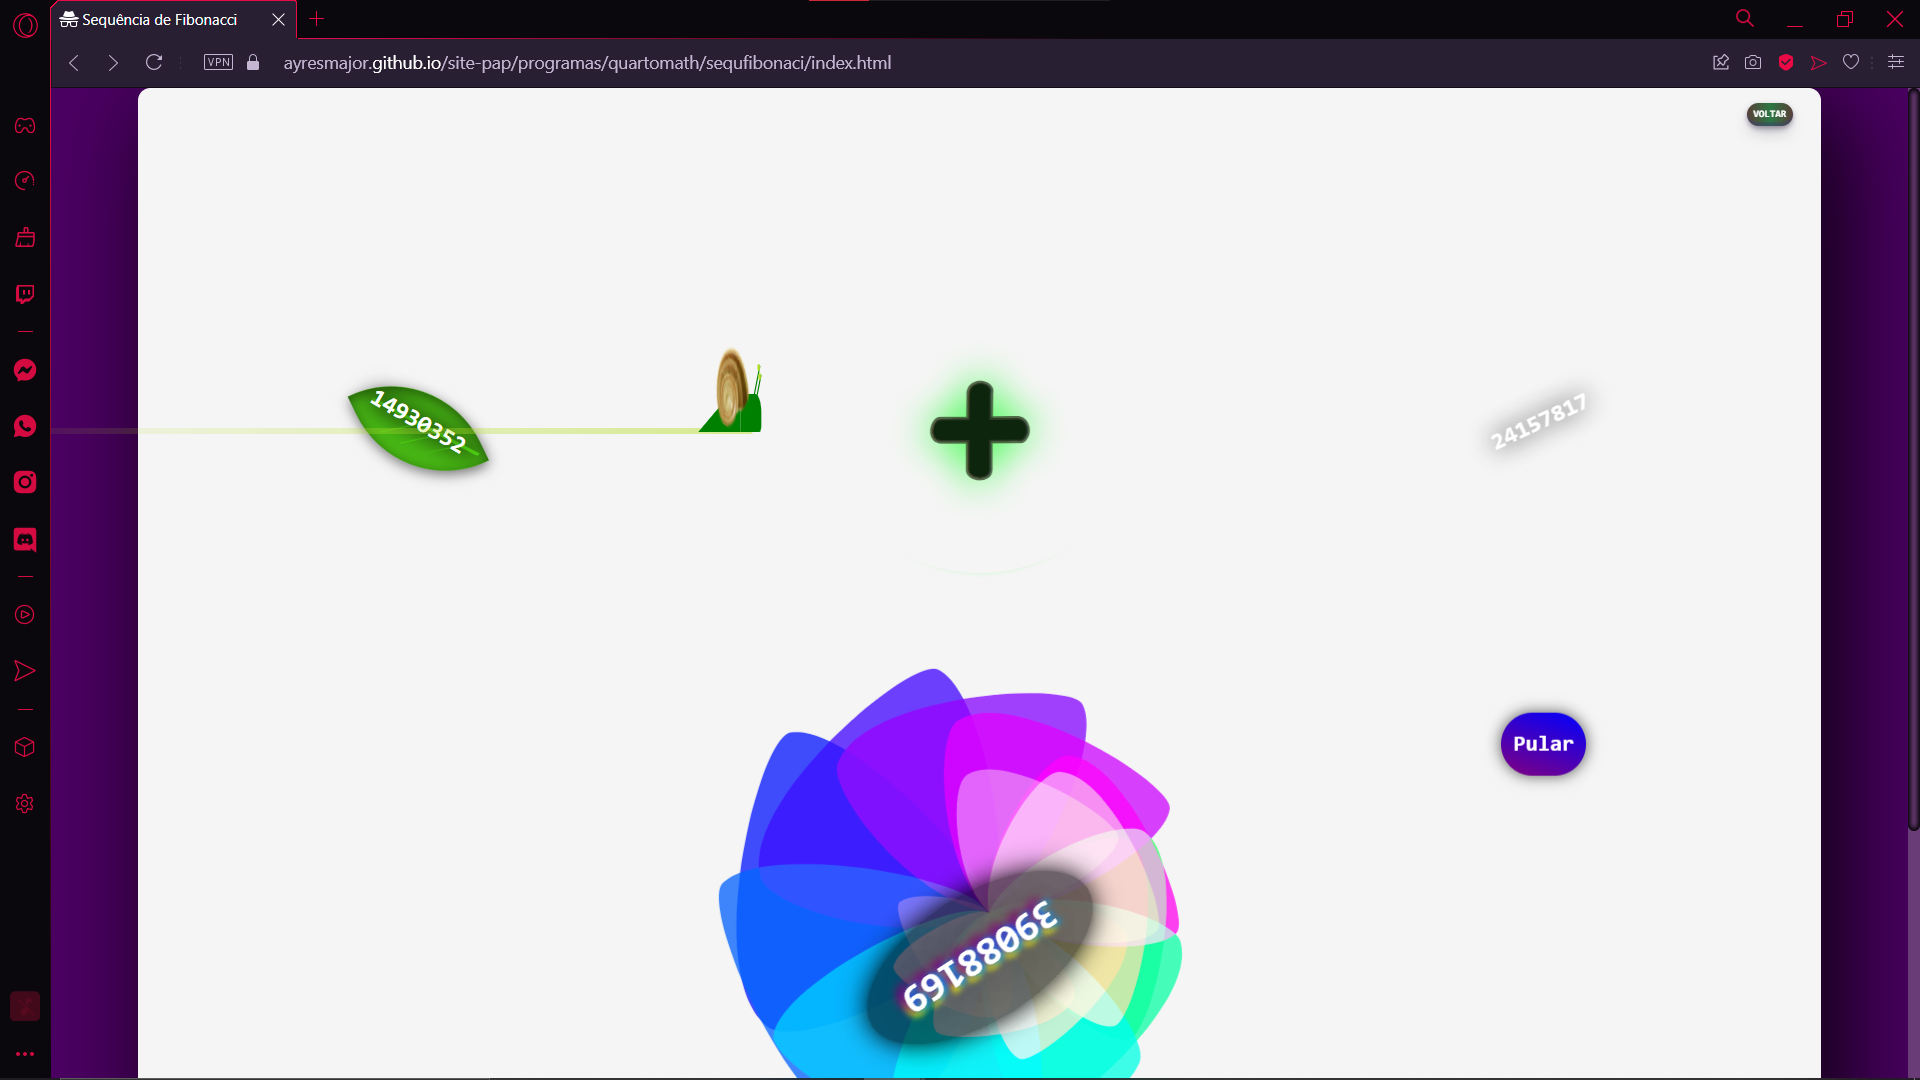 Sequência de Fibonacci
VPN
ayresmajor.github.io/site-pap/programas/quartomath/sequfibonaci/index.html
VOLTAR
14930352
24157817
Pular
39088169